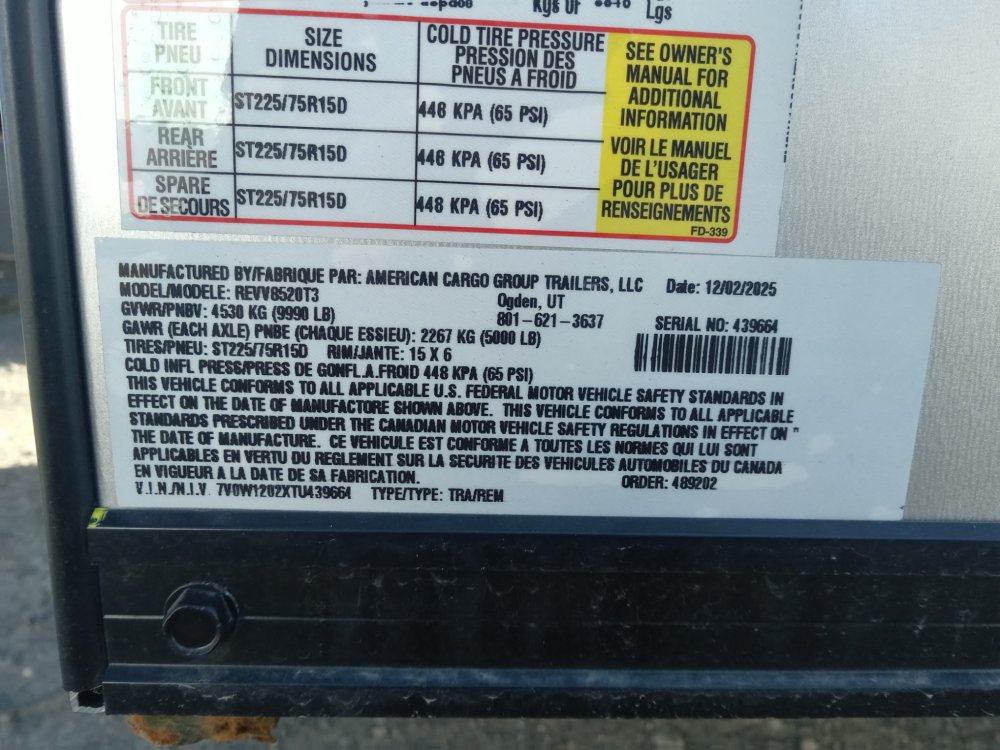 Kgs or
Lgs
TIRE PNEU
SIZE DIMENSIONS
COLD TIRE PRESSURE PRESSION DES PNEUS A FROID
FRONT AVANT ST225/75R15D 448 KPA (65 PSI)
REAR ARRIÈRE ST225/75R15D 448 KPA (65 PSI)
SPARE DE SECOURS ST225/75R15D 448 KPA (65 PSI)
SEE OWNER'S
MANUAL FOR
ADDITIONAL
INFORMATION
VOIR LE MANUEL
DE L'USAGER
POUR PLUS DE
RENSEIGNEMENTS
FD-339
MANUFACTURED BY/FABRIQUE PAR: AMERICAN CARGO GROUP TRAILERS, LLC Date: 12/02/2025
MODEL/MODELE: REVV8520T3 Ogden, UT
GVWR/PNBV: 4530 KG (9990 LB) 801-621-3637 SERIAL NO: 439664
GAWR (EACH AXLE) PNBE (CHAQUE ESSIEU): 2267 KG (5000 LB)
TIRES/PNEU: ST225/75R15D RIM/JANTE: 15 X 6
COLD INFL PRESS/PRESS DE GONFL.A.FROID 448 KPA (65 PSI)
THIS VEHICLE CONFORMS TO ALL APPLICABLE U.S. FEDERAL MOTOR VEHICLE SAFETY STANDARDS IN
EFFECT ON THE DATE OF MANUFACTORE SHOWN ABOVE. THIS VEHICLE CONFORMS TO ALL APPLICABLE
STANDARDS PRESCRIBED UNDER THE CANADIAN MOTOR VEHICLE SAFETY REGULATIONS IN EFFECT ON "
THE DATE OF MANUFACTURE. CE VEHICULE EST CONFORME A TOUTES LES NORMES QUI LUI SONT
APPLICABLES EN VERTU DU REGLEMENT SUR LA SECURITE DES VEHICULES AUTOMOBILES DU CANADA
EN VIGUEUR A LA DATE DE SA FABRICATION. ORDER: 489202
V.I.N./N.I.V. 7V0W1202XTU439664 TYPE/TYPE: TRA/REM